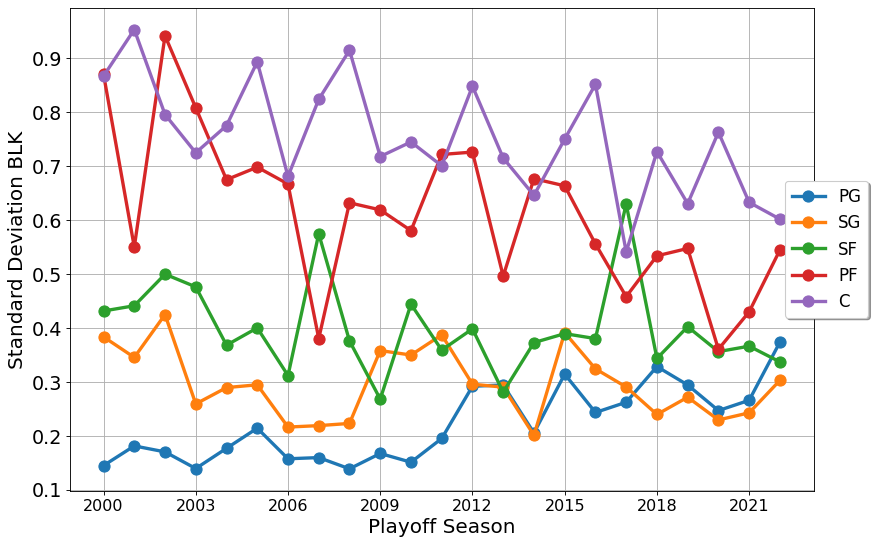 Standard Deviation BLK
0.9
0.8
0.7
0.6
0.5
0.4
0.3
0.2
0.1
2000 2003 2006 2009 2012 2015 2018 2021
Playoff Season
PG
SG
SF
PF
C